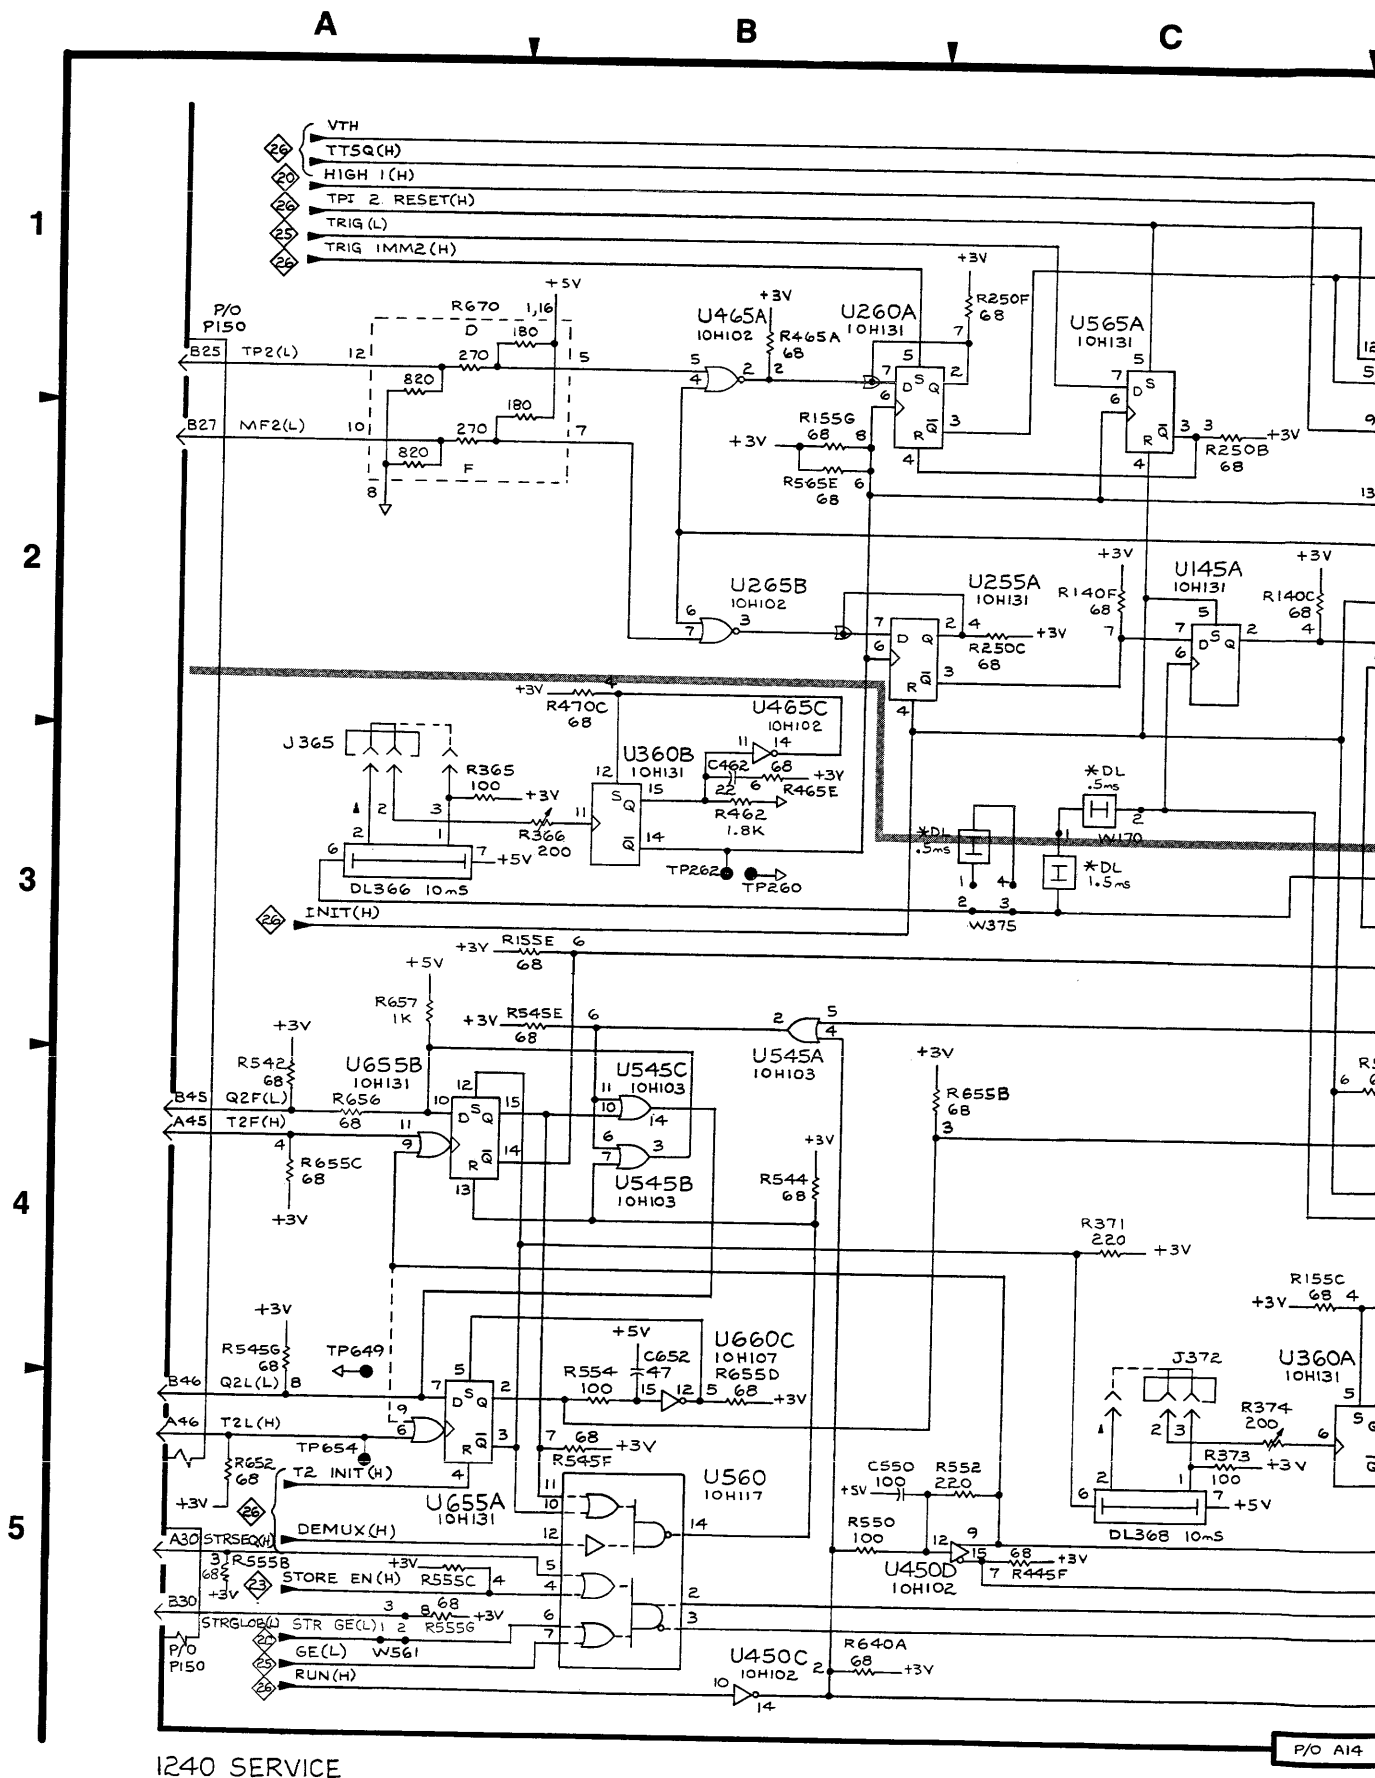 A
B
C
1
2
3
4
5
26
VTH
TTSQ(H)
20
HIGH 1(H)
26
TPI 2 RESET(H)
25
TRIG(L)
26
TRIG IMM2(H)
P/O
P150
R670
+5V
1,16
D
180
B25
TP2(L)
12
270
5
820
180
B27
MF2(L)
10
270
7
820
F
8
U465A
10H102
+3V
R465A
68
5
4
2
2
U260A
10H131
+3V
R250F
68
7
5
7
D
S
Q
2
6
R
Q
3
4
R155G
68
8
+3V
R565E
68
6
U565A
10H131
5
7
D
S
6
R
Q
3
3
4
+3V
R250B
68
12
5
9
13
U265B
10H102
6
7
3
U255A
10H131
7
D
Q
2
4
6
+3V
R250C
68
R
Q
3
4
+3V
R140F
68
7
U145A
10H131
5
7
D
S
Q
2
6
+3V
R140C
68
4
+3V
4
R470C
68
J365
R365
100
+3V
2
3
2
1
6
7
+5V
DL366 10mS
R366
200
U360B
10H131
12
11
S
Q
15
Q
14
U465C
10H102
11
14
C462
22
68
6
+3V
R465E
R462
1.8K
TP262
TP260
*DL
.5ms
1
4
2
3
W375
*DL
.5ms
1
2
W170
*DL
1.5ms
26
INIT(H)
+3V
R155E
68
6
+5V
R657
1K
+3V
R545E
68
6
2
5
4
U545A
10H103
+3V
R542
68
U655B
10H131
B45
Q2F(L)
R656
68
10
12
D
S
Q
15
A45
T2F(H)
4
11
9
R
Q
14
13
R655C
68
+3V
U545C
10H103
11
10
14
6
7
3
U545B
10H103
+3V
R655B
68
3
+3V
R544
68
6
R371
220
+3V
R155C
68
4
+3V
+3V
R545G
68
8
TP649
B46
Q2L(L)
A46
T2L(H)
TP654
9
6
5
7
D
S
Q
2
R
Q
3
4
U655A
10H131
+5V
C652
47
R554
100
15
12
5
U660C
10H107
R655D
68
+3V
7
68
+3V
R545F
R652
68
+3V
26
T2 INIT(H)
DEMUX(H)
U560
10H117
11
10
12
14
5
4
2
6
7
3
A30
STRSEQ(H)
3
68
R555B
+3V
23
STORE EN(H)
+3V
R555C
4
B30
STRGLOB(L)
3
8
68
+3V
R555G
STR GE(L)
1
2
W561
25
GE(L)
26
RUN(H)
P/O
P150
U450C
10H102
10
14
R640A
2
68
+3V
C550
100
+5V
R552
220
R550
100
12
9
15
7
U450D
10H102
68
+3V
R445F
J372
2
3
2
1
6
7
+5V
DL368 10mS
R374
200
R373
100
+3V
U360A
10H131
5
6
S
Q
1240 SERVICE
P/O A14